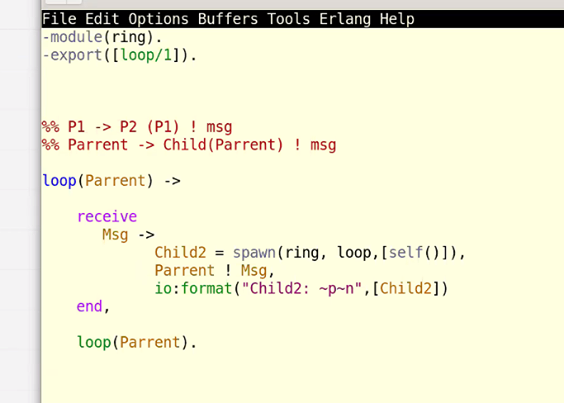 File Edit Options Buffers Tools Erlang Help
-module(ring).
-export([loop/1]).
%% P1 -> P2 (P1) ! msg
%% Parrent -> Child(Parrent) ! msg
loop(Parrent) ->
receive
Msg ->
Child2 = spawn(ring, loop,[self()]),
Parrent ! Msg,
io:format("Child2: ~p~n",[Child2])
end,
loop(Parrent).